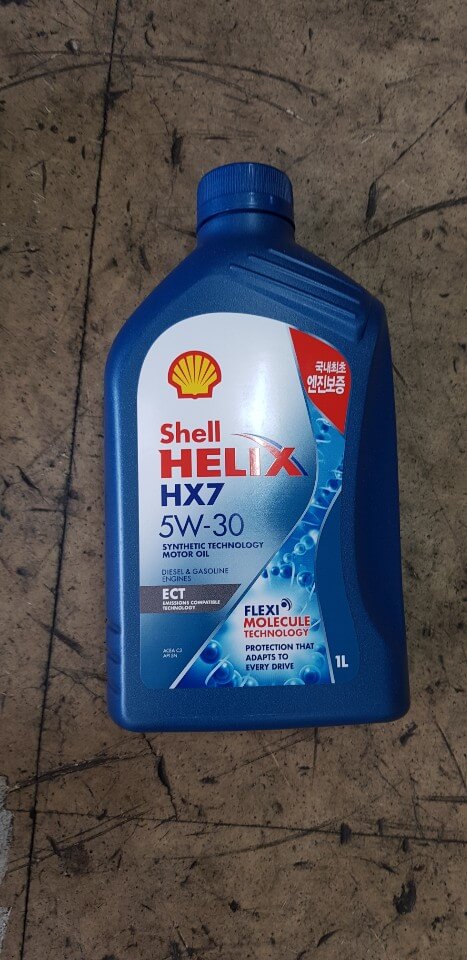 국내최초
엔진보증
Shell
HELIX
HX7
5W-30
SYNTHETIC TECHNOLOGY
MOTOR OIL
DIESEL & GASOLINE
ENGINES
ECT
EMISSIONS COMPATIBLE
TECHNOLOGY
FLEXI
MOLECULE
TECHNOLOGY
PROTECTION THAT
ADAPTS TO
EVERY DRIVE
ACEA C3
API SN
1L